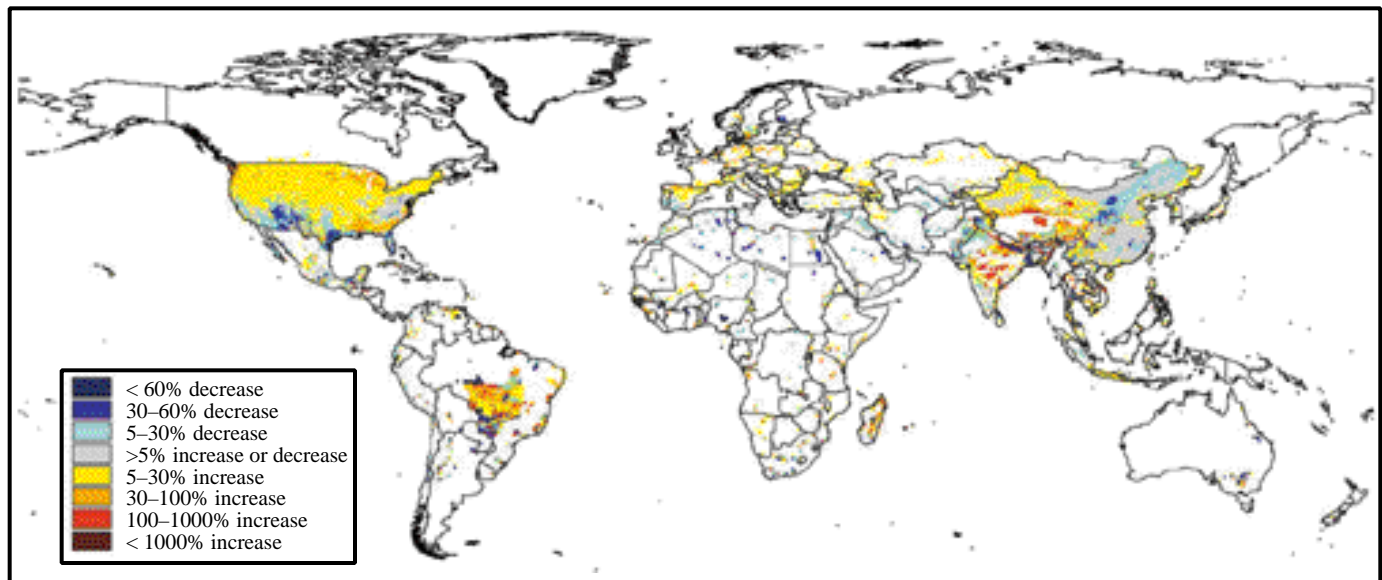 < 60% decrease
30–60% decrease
5–30% decrease
>5% increase or decrease
5–30% increase
30–100% increase
100–1000% increase
< 1000% increase